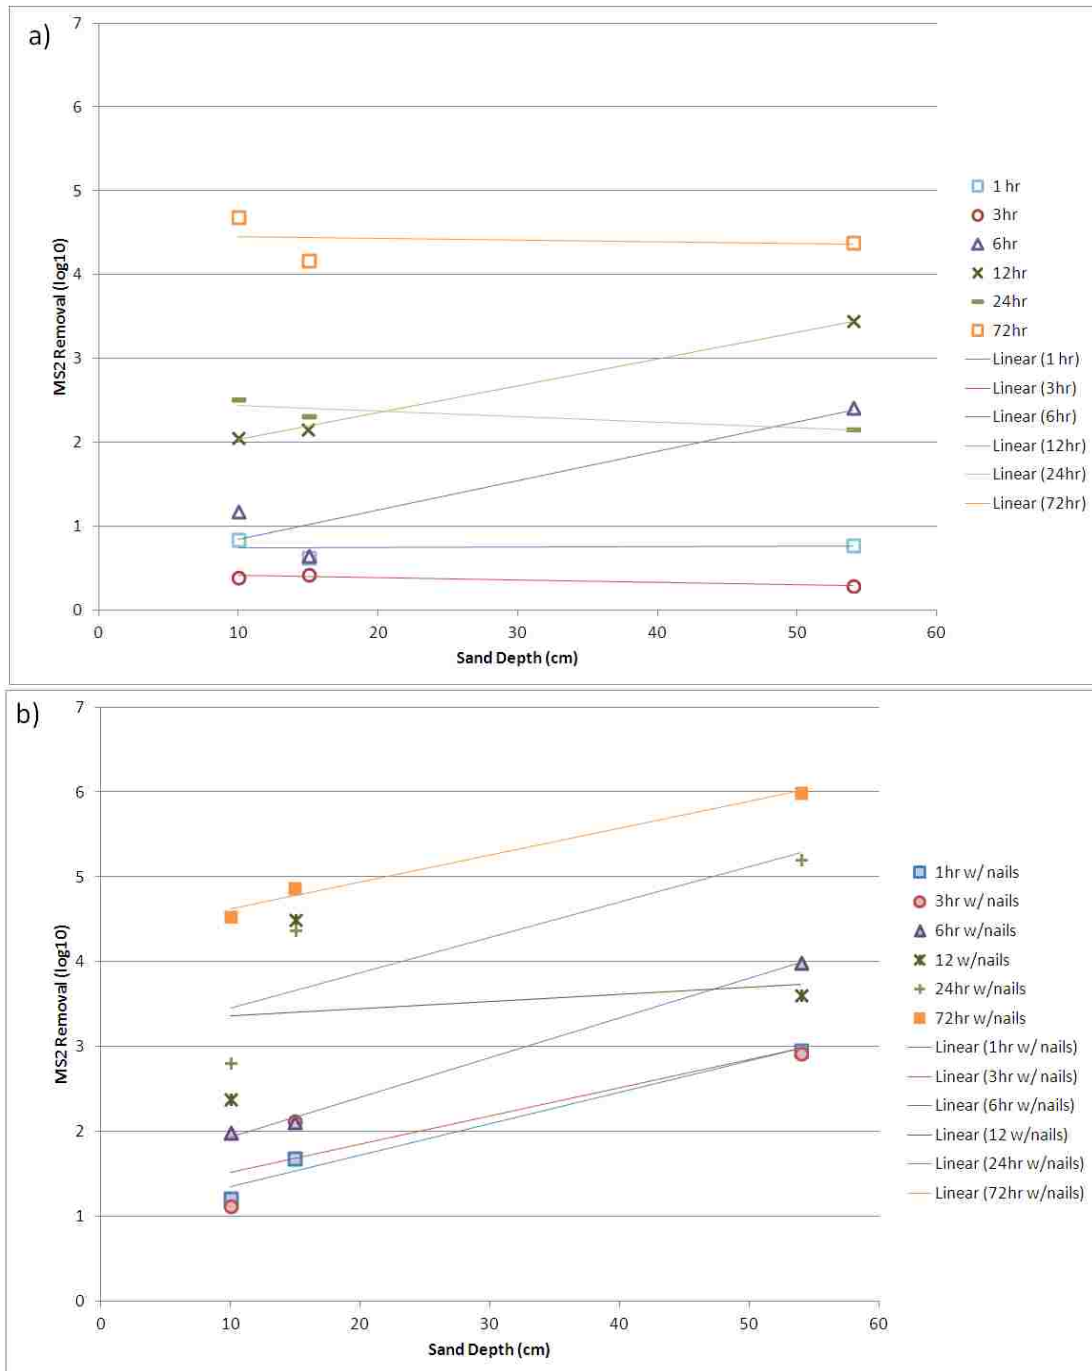 a)
7
6
5
4
3
2
1
0
MS2 Removal (log10)
0 10 20 30 40 50 60
Sand Depth (cm)
1 hr
3hr
6hr
12hr
24hr
72hr
Linear (1 hr)
Linear (3hr)
Linear (6hr)
Linear (12hr)
Linear (24hr)
Linear (72hr)
b)
7
6
5
4
3
2
1
0
MS2 Removal (log10)
0 10 20 30 40 50 60
Sand Depth (cm)
1hr w/ nails
3hr w/ nails
6hr w/nails
12 w/nails
24hr w/nails
72hr w/nails
Linear (1hr w/ nails)
Linear (3hr w/ nails)
Linear (6hr w/nails)
Linear (12 w/nails)
Linear (24hr w/nails)
Linear (72hr w/nails)